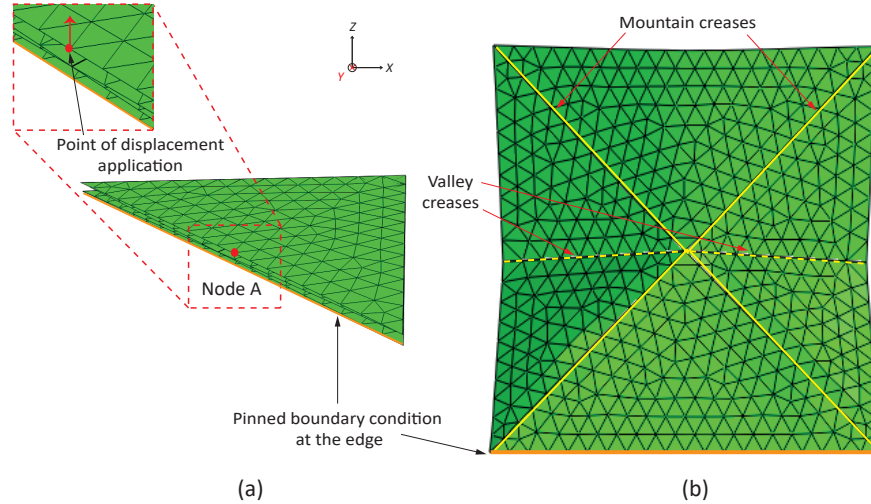 Z
Y
X
Point of displacement
application
Node A
Pinned boundary condition
at the edge
(a)
Mountain creases
Valley
creases
(b)